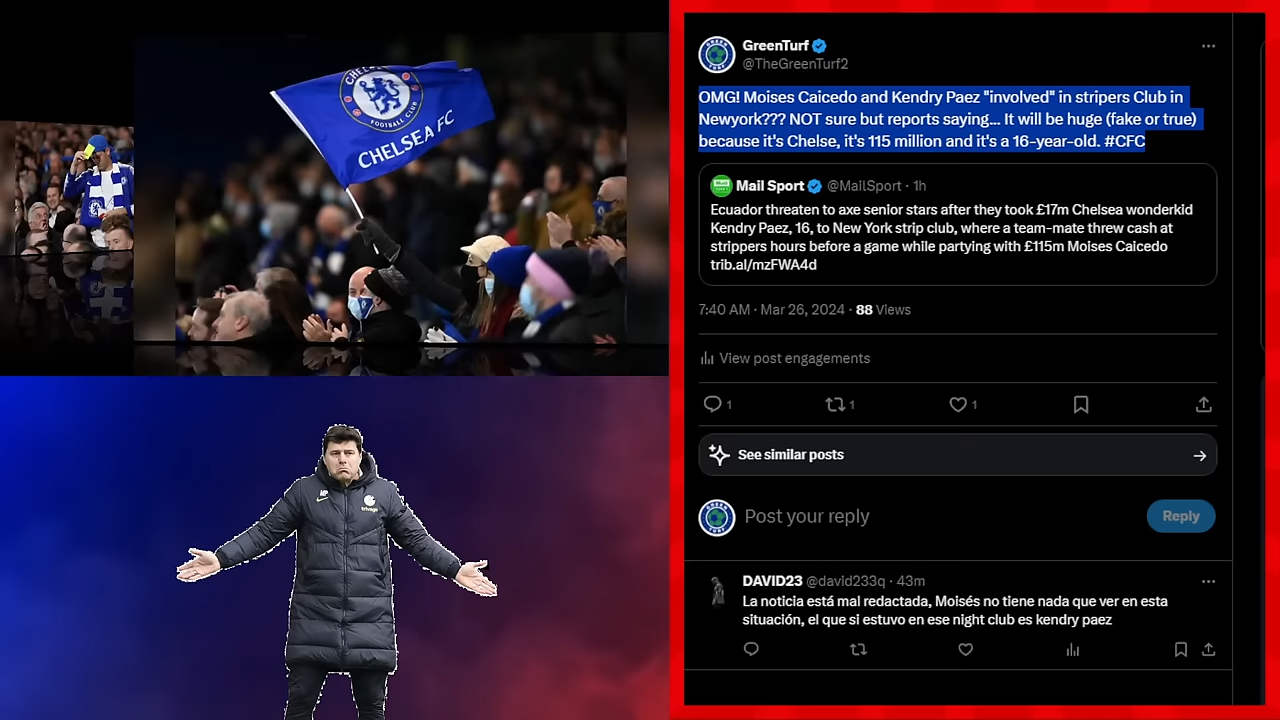 CHELSEA
FOOTBALL CLUB
CHELSEA FC
MP
trivago
GreenTurf
@TheGreenTurf2
OMG! Moises Caicedo and Kendry Paez "involved" in stripers Club in
Newyork??? NOT sure but reports saying... It will be huge (fake or true)
because it's Chelse, it's 115 million and it's a 16-year-old. #CFC
Mail Sport @MailSport · 1h
Ecuador threaten to axe senior stars after they took £17m Chelsea wonderkid
Kendry Paez, 16, to New York strip club, where a team-mate threw cash at
strippers hours before a game while partying with £115m Moises Caicedo
trib.al/mzFWA4d
7:40 AM · Mar 26, 2024 · 88 Views
View post engagements
1 1 1
See similar posts
Post your reply
Reply
DAVID23 @david233q · 43m
La noticia está mal redactada, Moisés no tiene nada que ver en esta
situación, el que si estuvo en ese night club es kendry paez